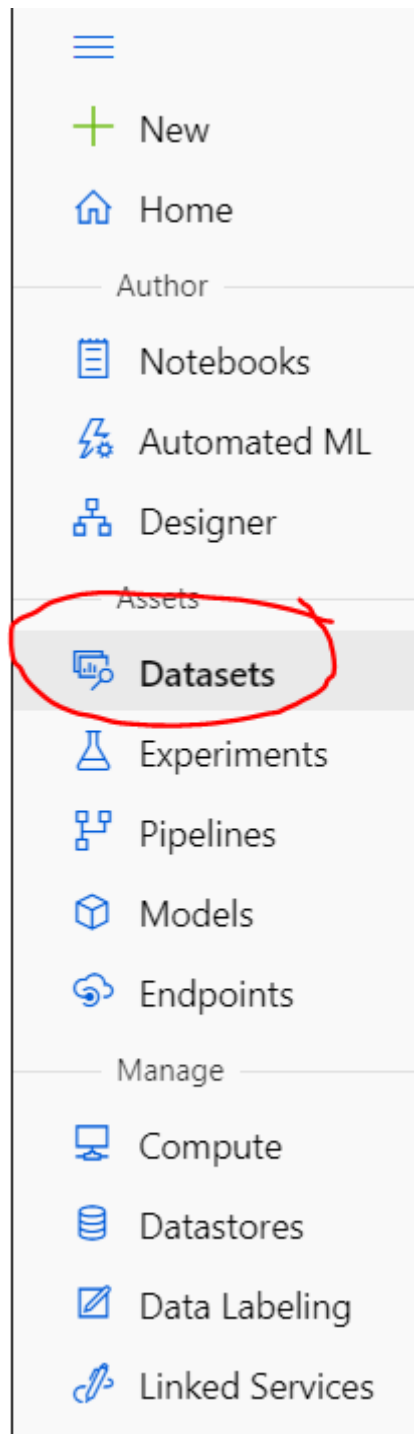 New
Home
Author
Notebooks
Automated ML
Designer
Assets
Datasets
Experiments
Pipelines
Models
Endpoints
Manage
Compute
Datastores
Data Labeling
Linked Services